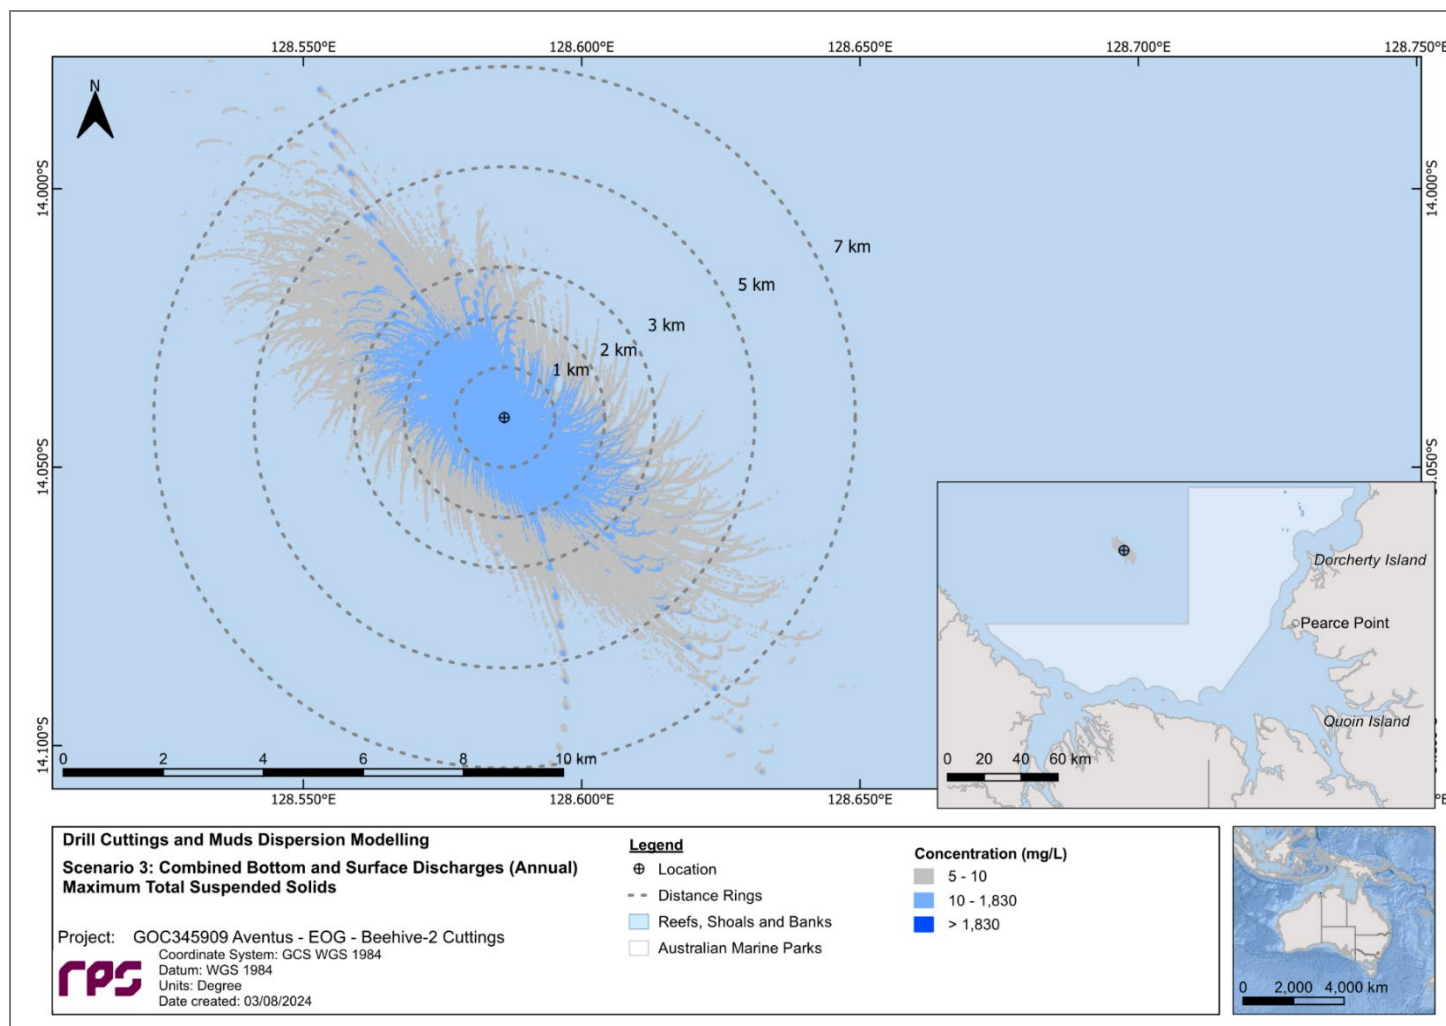 128.550°E 128.600°E 128.650°E 128.700°E 128.750°E
N
14.000°S 14.000°S
7 km
5 km
3 km
2 km
1 km
14.050°S
Dorcherty Island
Pearce Point
Quoin Island
0 20 40 60 km
14.100°S
0 2 4 6 8 10 km
128.550°E 128.600°E 128.650°E
Drill Cuttings and Muds Dispersion Modelling
Scenario 3: Combined Bottom and Surface Discharges (Annual)
Maximum Total Suspended Solids
Project: GOC345909 Aventus - EOG - Beehive-2 Cuttings
rps
Coordinate System: GCS WGS 1984
Datum: WGS 1984
Units: Degree
Date created: 03/08/2024
Legend
Location
Distance Rings
Reefs, Shoals and Banks
Australian Marine Parks
Concentration (mg/L)
5 - 10
10 - 1,830
> 1,830
0 2,000 4,000 km